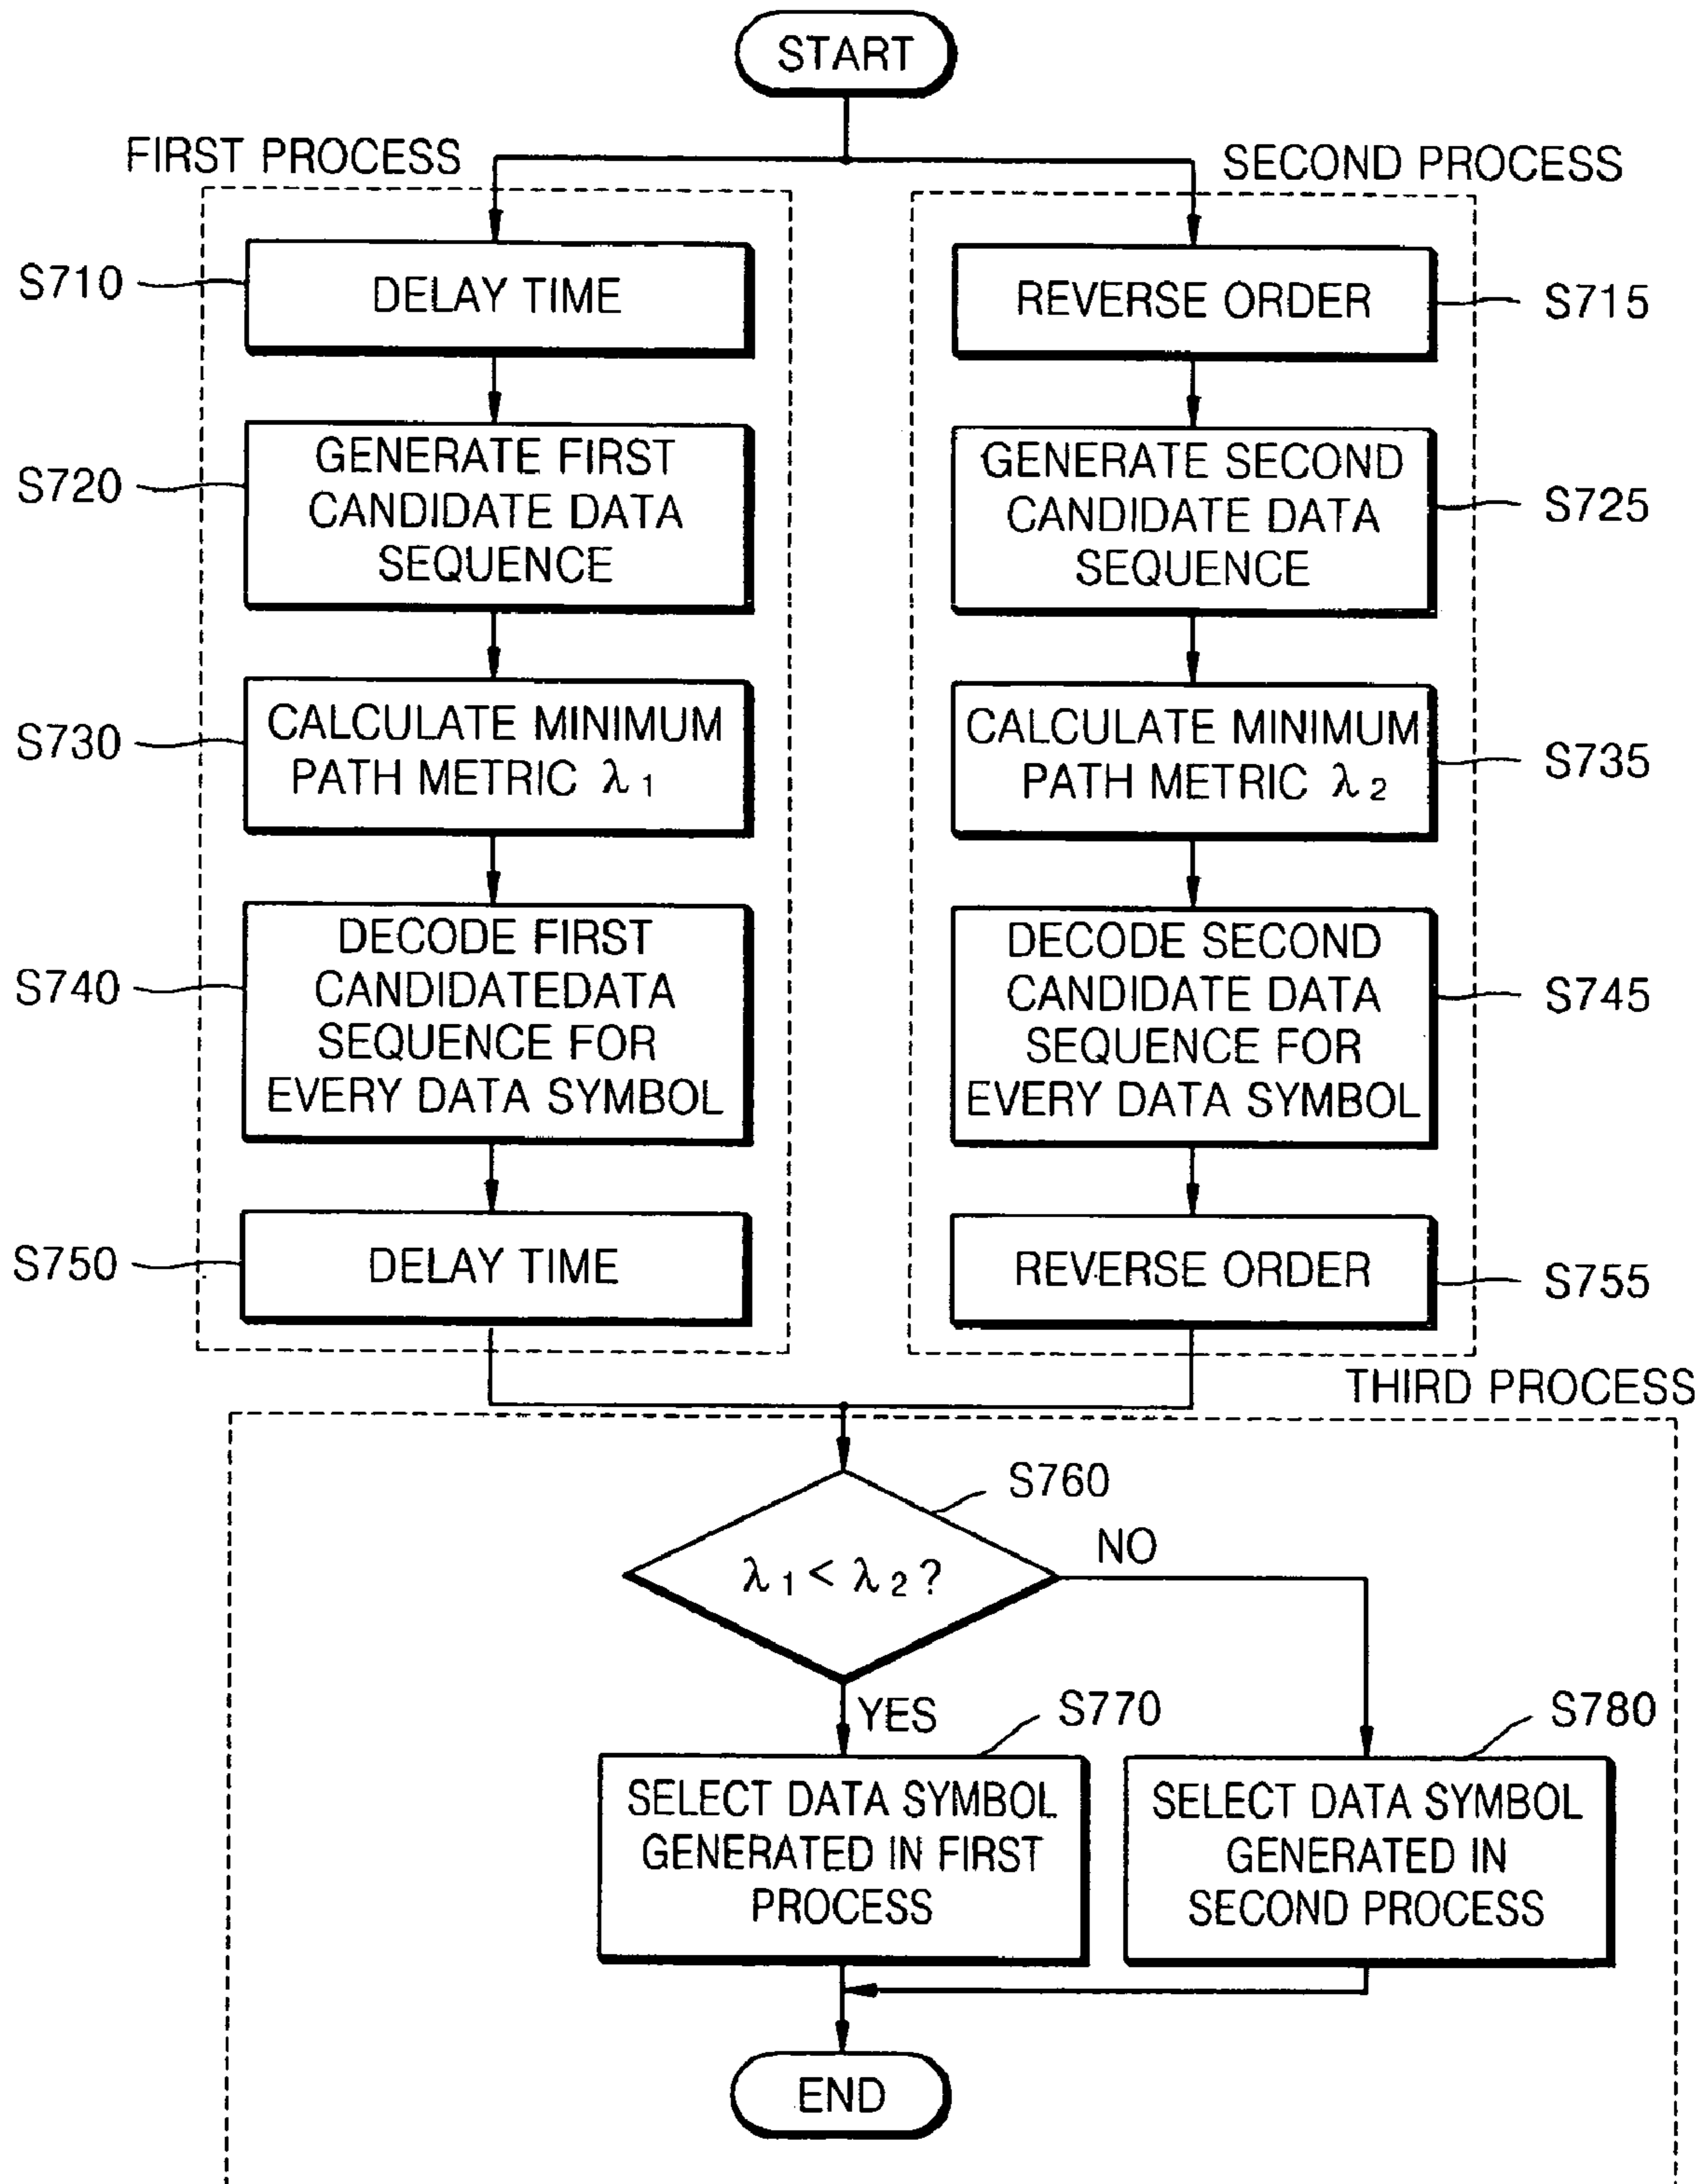 START
FIRST PROCESS
SECOND PROCESS
S710
DELAY TIME
REVERSE ORDER
S715
S720
GENERATE FIRST
CANDIDATE DATA
SEQUENCE
GENERATE SECOND
CANDIDATE DATA
SEQUENCE
S725
S730
CALCULATE MINIMUM
PATH METRIC λ1
CALCULATE MINIMUM
PATH METRIC λ2
S735
S740
DECODE FIRST
CANDIDATEDATA
SEQUENCE FOR
EVERY DATA SYMBOL
DECODE SECOND
CANDIDATE DATA
SEQUENCE FOR
EVERY DATA SYMBOL
S745
S750
DELAY TIME
REVERSE ORDER
S755
THIRD PROCESS
S760
λ1 < λ2 ?
NO
YES
S770
S780
SELECT DATA SYMBOL
GENERATED IN FIRST
PROCESS
SELECT DATA SYMBOL
GENERATED IN
SECOND PROCESS
END